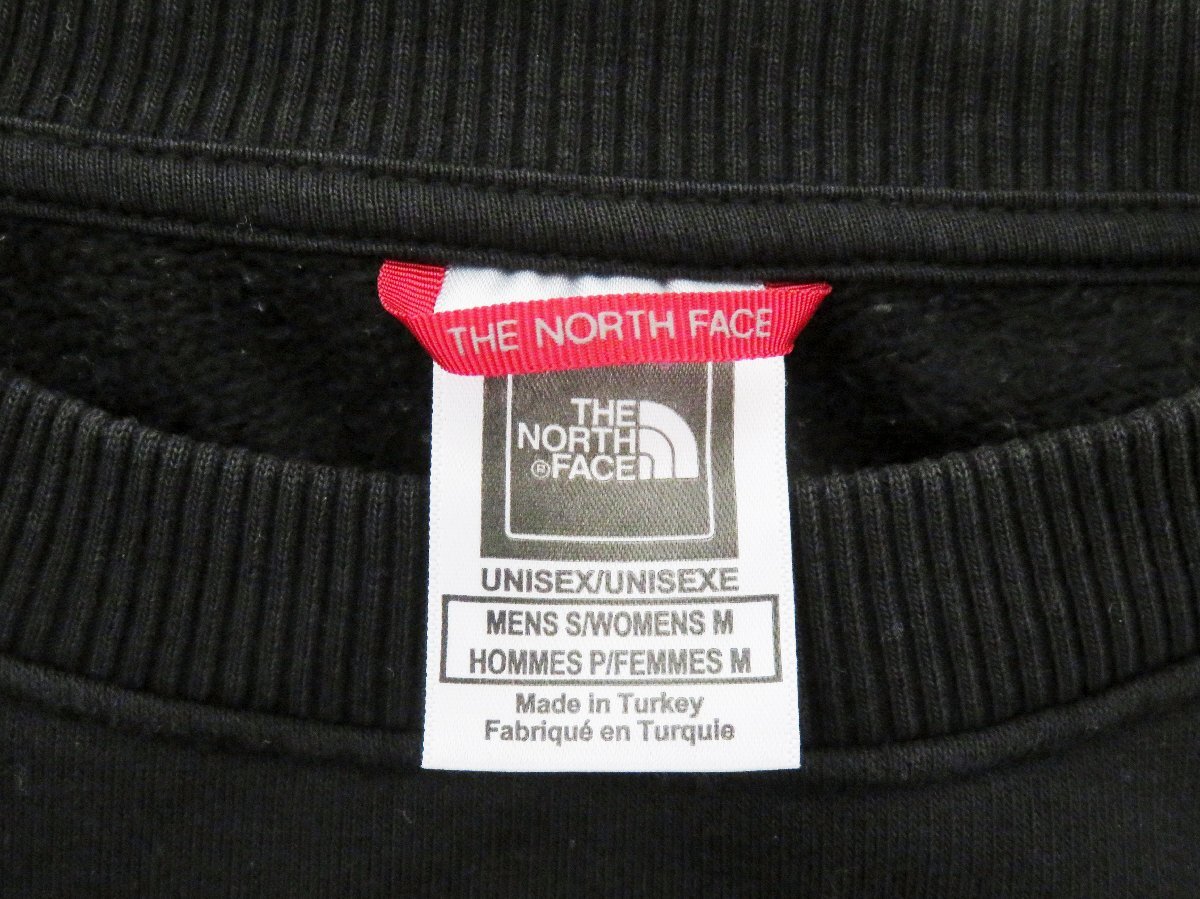 THE NORTH FACE
THE
NORTH
®FACE
UNISEX/UNISEXE
MENS S/WOMENS M
HOMMES P/FEMMES M
Made in Turkey
Fabriqué en Turquie